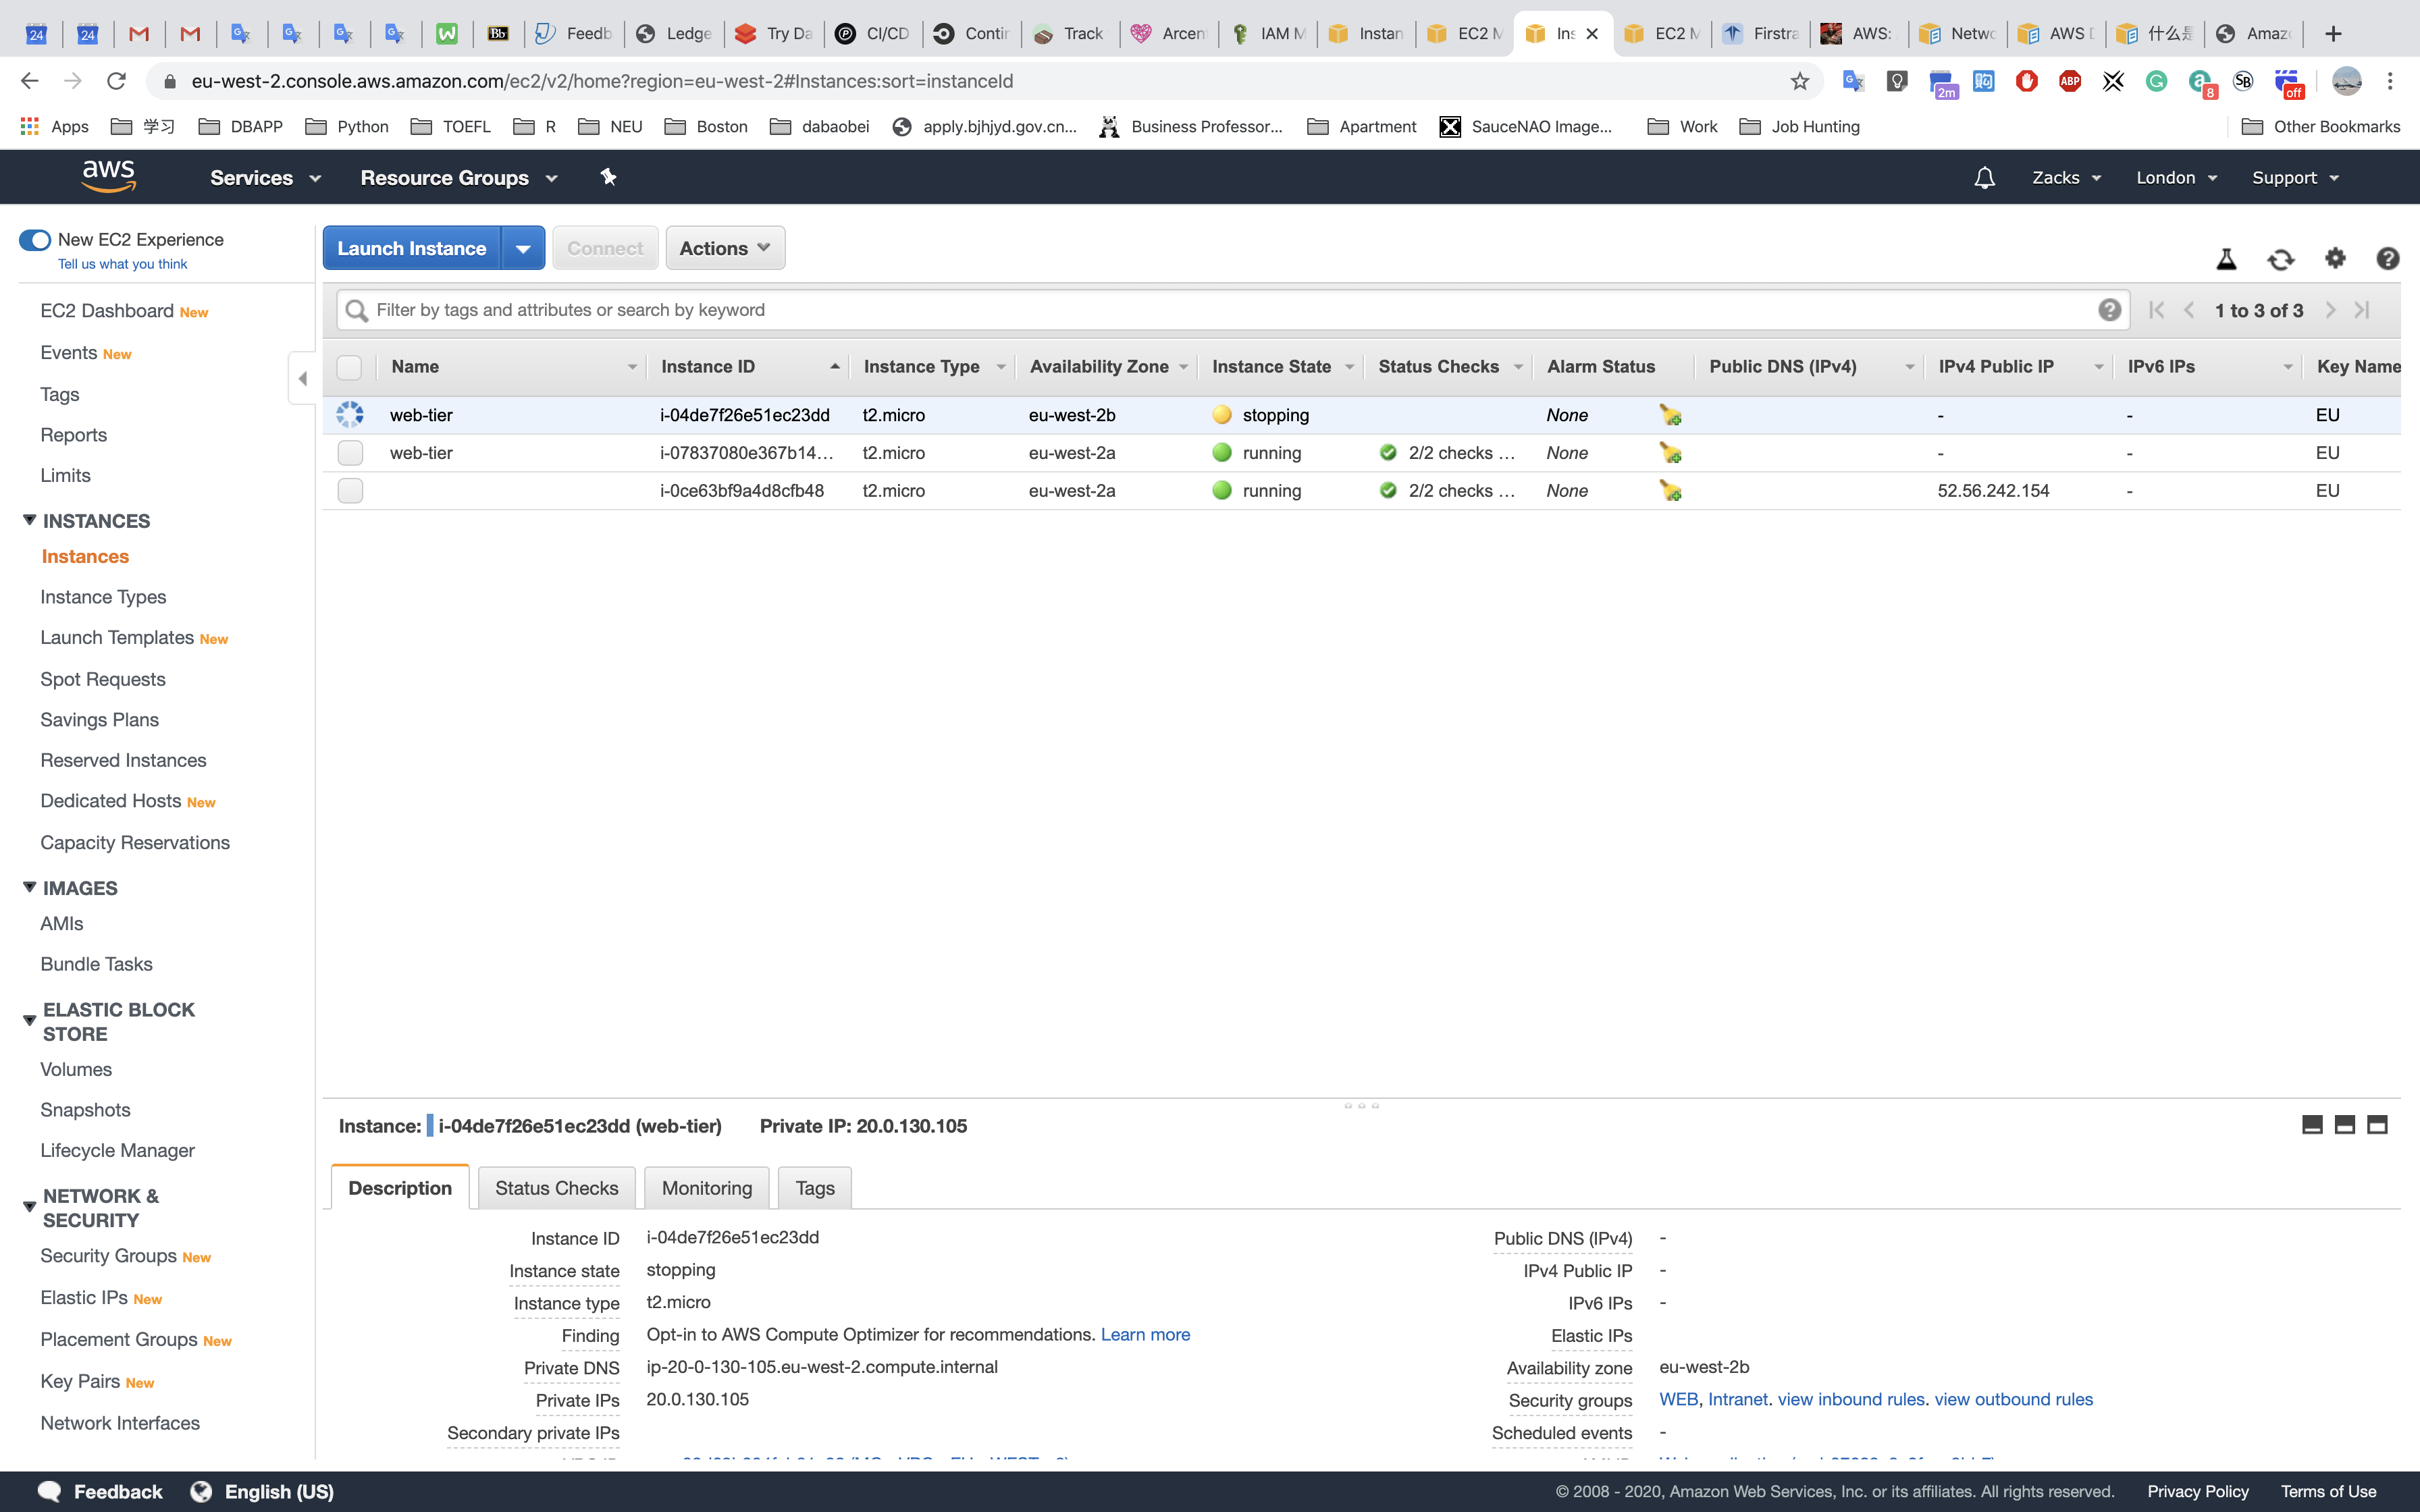 24 24 Bb Feedb Ledge Try Da CI/CD Contin Track Arcen IAM M Instan EC2 M Ins EC2 M Firstra AWS: Netwo AWS D 什么是 Amazo
eu-west-2.console.aws.amazon.com/ec2/v2/home?region=eu-west-2#Instances:sort=instanceId 2m ABP 8 SB off
Apps 学习 DBAPP Python TOEFL R NEU Boston dabaobei apply.bjhjyd.gov.cn... Business Professor... Apartment SauceNAO Image... Work Job Hunting Other Bookmarks
aws Services Resource Groups Zacks London Support
New EC2 Experience
Tell us what you think
EC2 Dashboard New
Events New
Tags
Reports
Limits
INSTANCES
Instances
Instance Types
Launch Templates New
Spot Requests
Savings Plans
Reserved Instances
Dedicated Hosts New
Capacity Reservations
IMAGES
AMIs
Bundle Tasks
ELASTIC BLOCK
STORE
Volumes
Snapshots
Lifecycle Manager
NETWORK &
SECURITY
Security Groups New
Elastic IPs New
Placement Groups New
Key Pairs New
Network Interfaces
Launch Instance Connect Actions
Filter by tags and attributes or search by keyword 1 to 3 of 3
Name Instance ID Instance Type Availability Zone Instance State Status Checks Alarm Status Public DNS (IPv4) IPv4 Public IP IPv6 IPs Key Name
web-tier i-04de7f26e51ec23dd t2.micro eu-west-2b stopping None - - EU
web-tier i-07837080e367b14... t2.micro eu-west-2a running 2/2 checks ... None - - EU
i-0ce63bf9a4d8cfb48 t2.micro eu-west-2a running 2/2 checks ... None 52.56.242.154 - EU
Instance: i-04de7f26e51ec23dd (web-tier) Private IP: 20.0.130.105
Description Status Checks Monitoring Tags
Instance ID i-04de7f26e51ec23dd Public DNS (IPv4) -
Instance state stopping IPv4 Public IP -
Instance type t2.micro IPv6 IPs -
Finding Opt-in to AWS Compute Optimizer for recommendations. Learn more Elastic IPs
Private DNS ip-20-0-130-105.eu-west-2.compute.internal Availability zone eu-west-2b
Private IPs 20.0.130.105 Security groups WEB, Intranet. view inbound rules. view outbound rules
Secondary private IPs Scheduled events -
Feedback English (US) © 2008 - 2020, Amazon Web Services, Inc. or its affiliates. All rights reserved. Privacy Policy Terms of Use